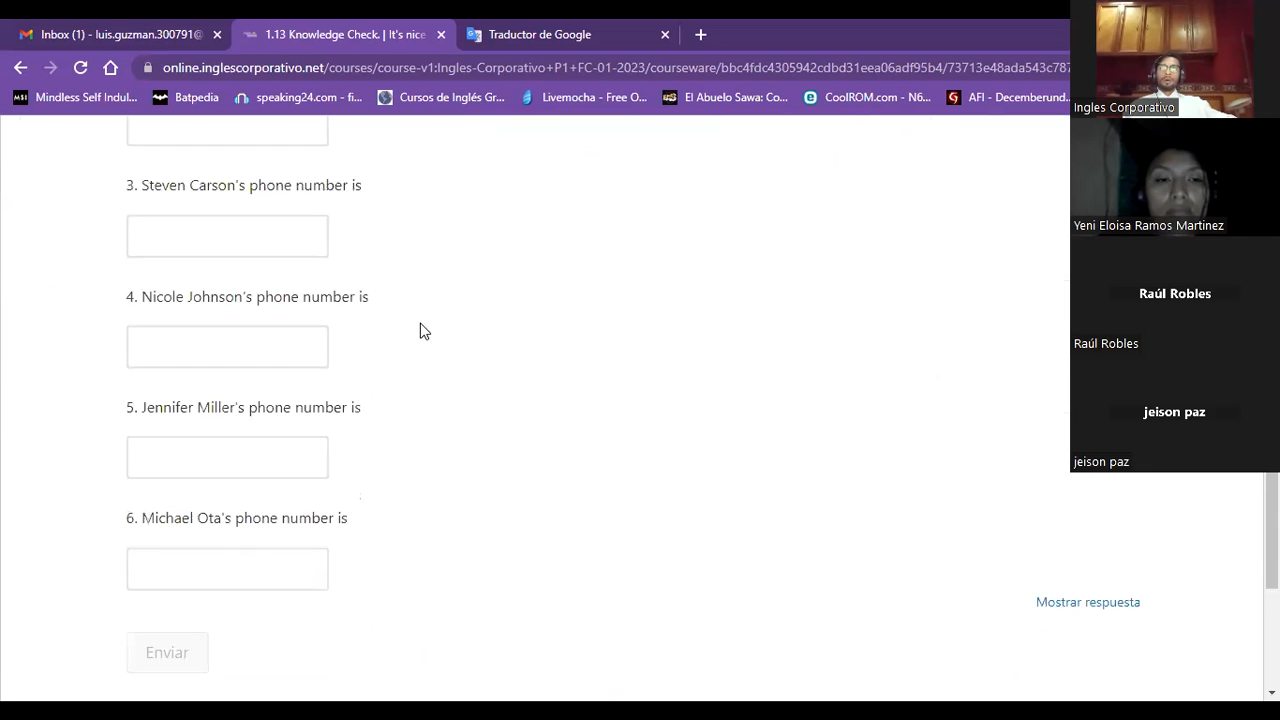 Inbox (1) - luis.guzman.300791@
1.13 Knowledge Check. | It's nice
Traductor de Google
online.inglescorporativo.net/courses/course-v1:Ingles-Corporativo+P1+FC-01-2023/courseware/bbc4fdc4305942cdbd31eea06adf95b4/73713e48ada543c787
Mindless Self Indul...
Batpedia
speaking24.com - fi...
Cursos de Inglés -...
Livemocha - Free O...
El Abuelo Sawa: Co...
CoolROM.com - N6...
AFI - Decemberund
3. Steven Carson's phone number is
4. Nicole Johnson's phone number is
5. Jennifer Miller's phone number is
6. Michael Ota's phone number is
Mostrar respuesta
Enviar
Ingles Corporativo
Yeni Eloisa Ramos Martinez
Raúl Robles
Raúl Robles
jeison paz
jeison paz